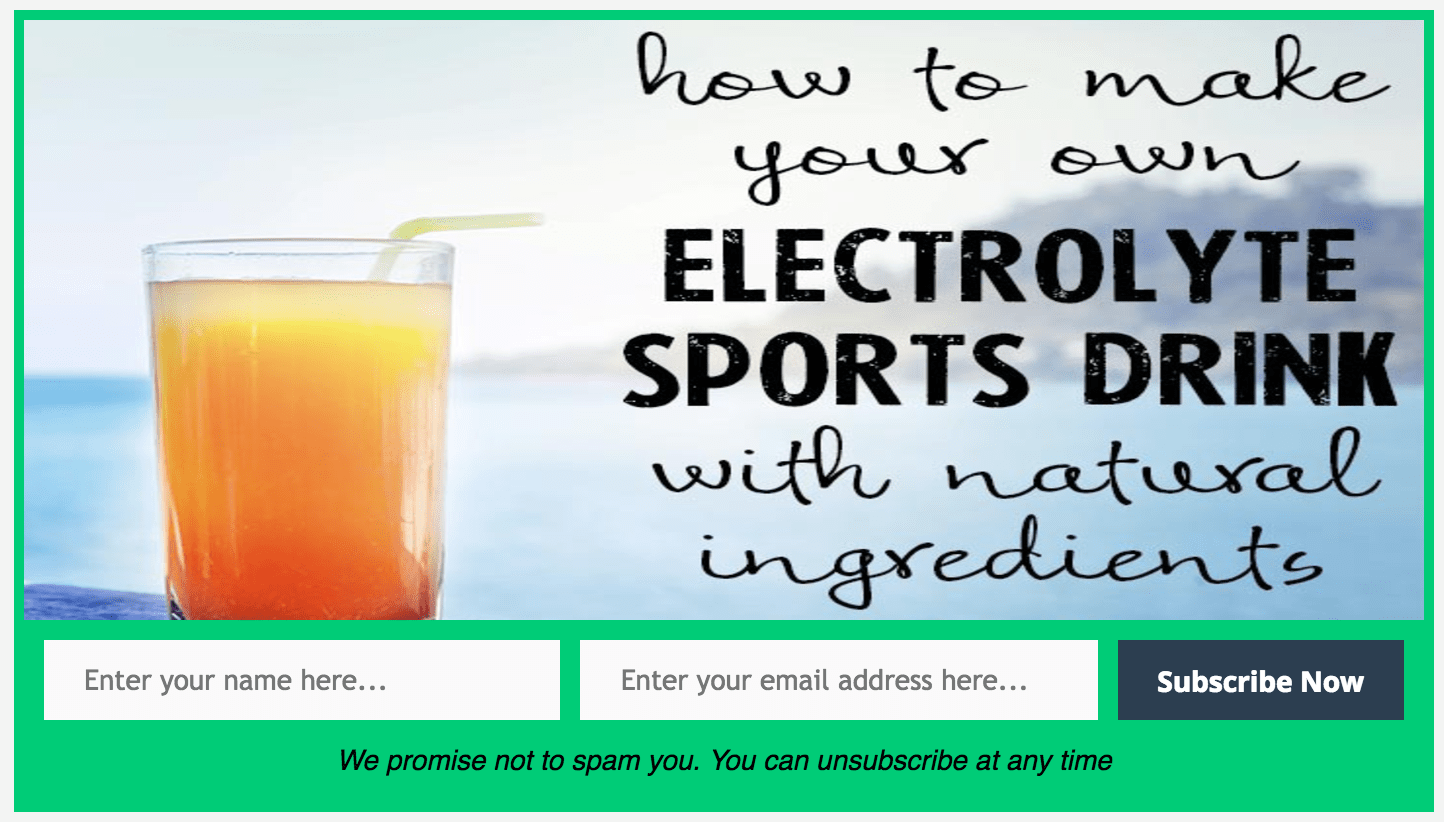 how to make
your own
ELECTROLYTE
SPORTS DRINK
with natural
ingredients
Enter your name here...
Enter your email address here...
Subscribe Now
We promise not to spam you. You can unsubscribe at any time